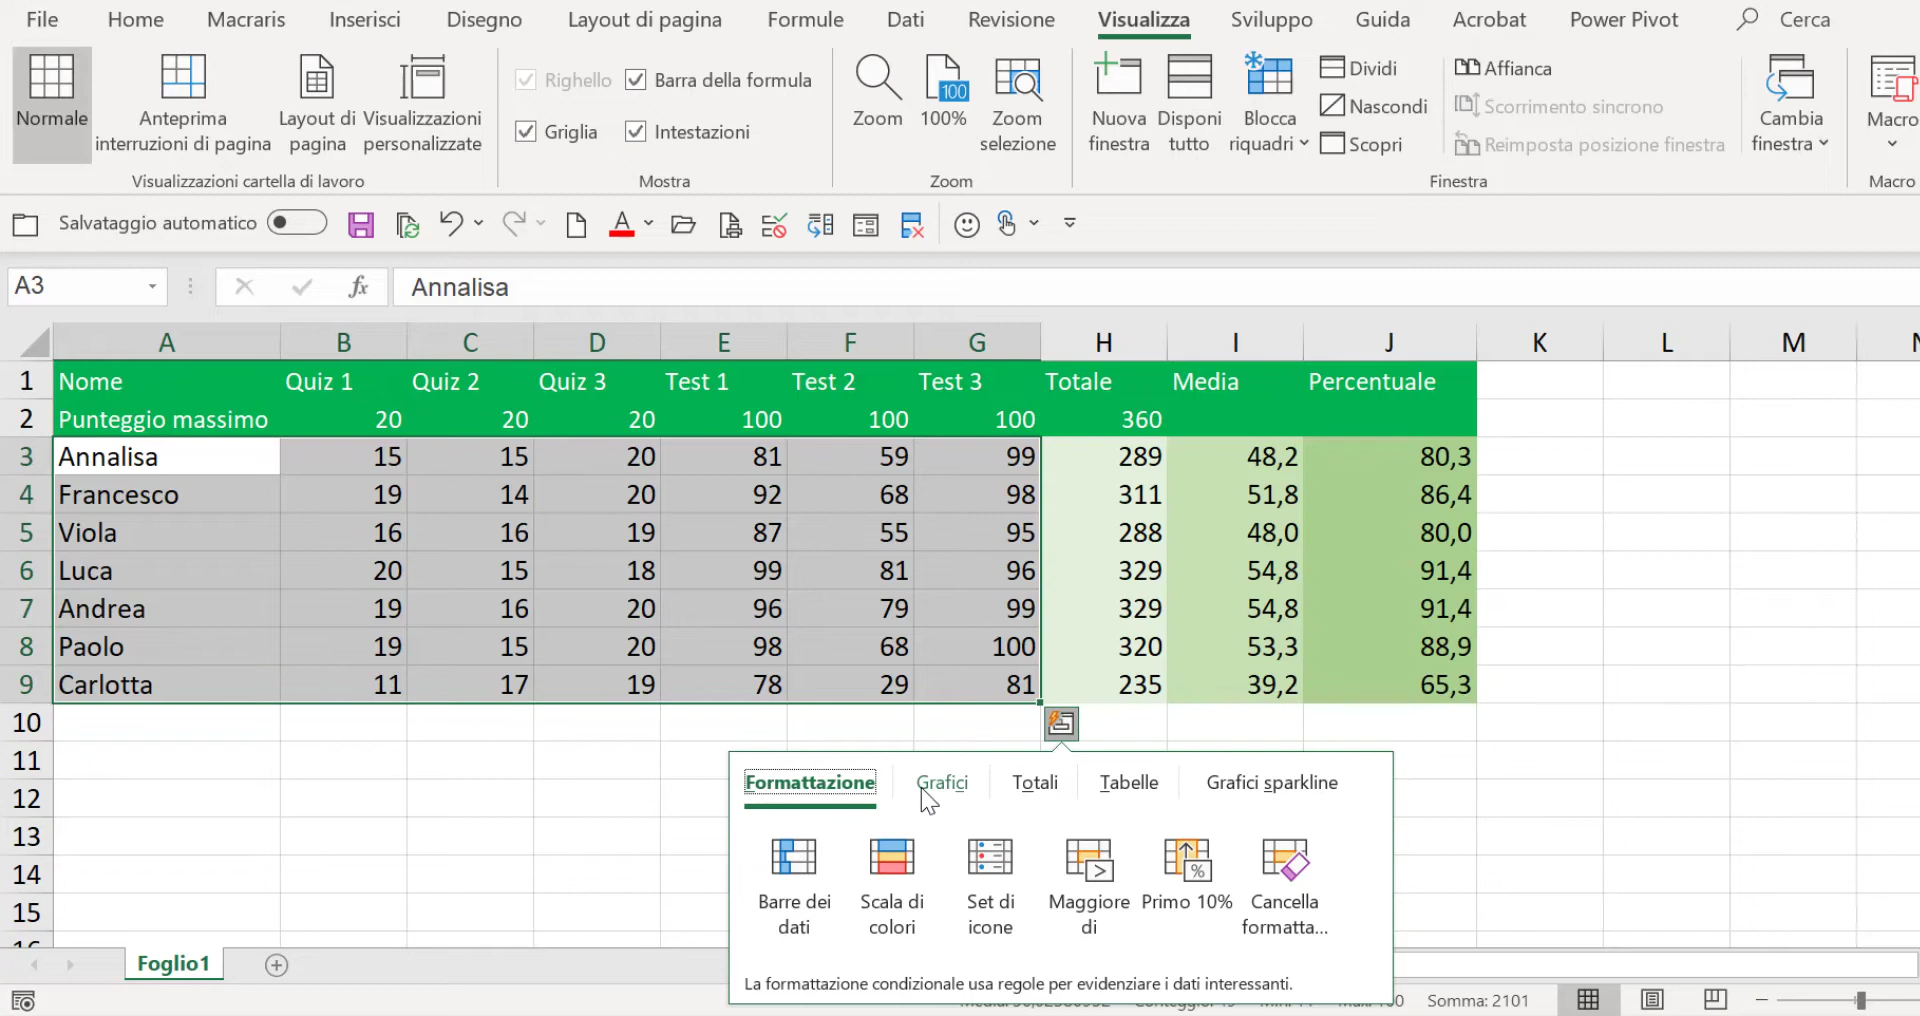 File Home Macraris Inserisci Disegno Layout di pagina Formule Dati Revisione Visualizza Sviluppo Guida Acrobat Power Pivot Cerca
Normale
Anteprima
interruzioni di pagina
Layout di
pagina
Visualizzazioni
personalizzate
Visualizzazioni cartella di lavoro
Righello
Barra della formula
Griglia
Intestazioni
Mostra
Zoom
100
100%
Zoom
selezione
Zoom
Nuova
finestra
Disponi
tutto
Blocca
riquadri
Dividi
Nascondi
Scopri
Affianca
Scorrimento sincrono
Reimposta posizione finestra
Cambia
finestra
Finestra
Macro
Macro
Salvataggio automatico
A
A3
fx
Annalisa
A B C D E F G H I J K L M N
1 Nome Quiz 1 Quiz 2 Quiz 3 Test 1 Test 2 Test 3 Totale Media Percentuale
2 Punteggio massimo 20 20 20 100 100 100 360
3 Annalisa 15 15 20 81 59 99 289 48,2 80,3
4 Francesco 19 14 20 92 68 98 311 51,8 86,4
5 Viola 16 16 19 87 55 95 288 48,0 80,0
6 Luca 20 15 18 99 81 96 329 54,8 91,4
7 Andrea 19 16 20 96 79 99 329 54,8 91,4
8 Paolo 19 15 20 98 68 100 320 53,3 88,9
9 Carlotta 11 17 19 78 29 81 235 39,2 65,3
10
11
12
13
14
15
16
Formattazione Grafici Totali Tabelle Grafici sparkline
Barre dei
dati
Scala di
colori
Set di
icone
>
Maggiore
di
%
Primo 10%
Cancella
formatta...
La formattazione condizionale usa regole per evidenziare i dati interessanti.
Foglio1
Somma: 2101